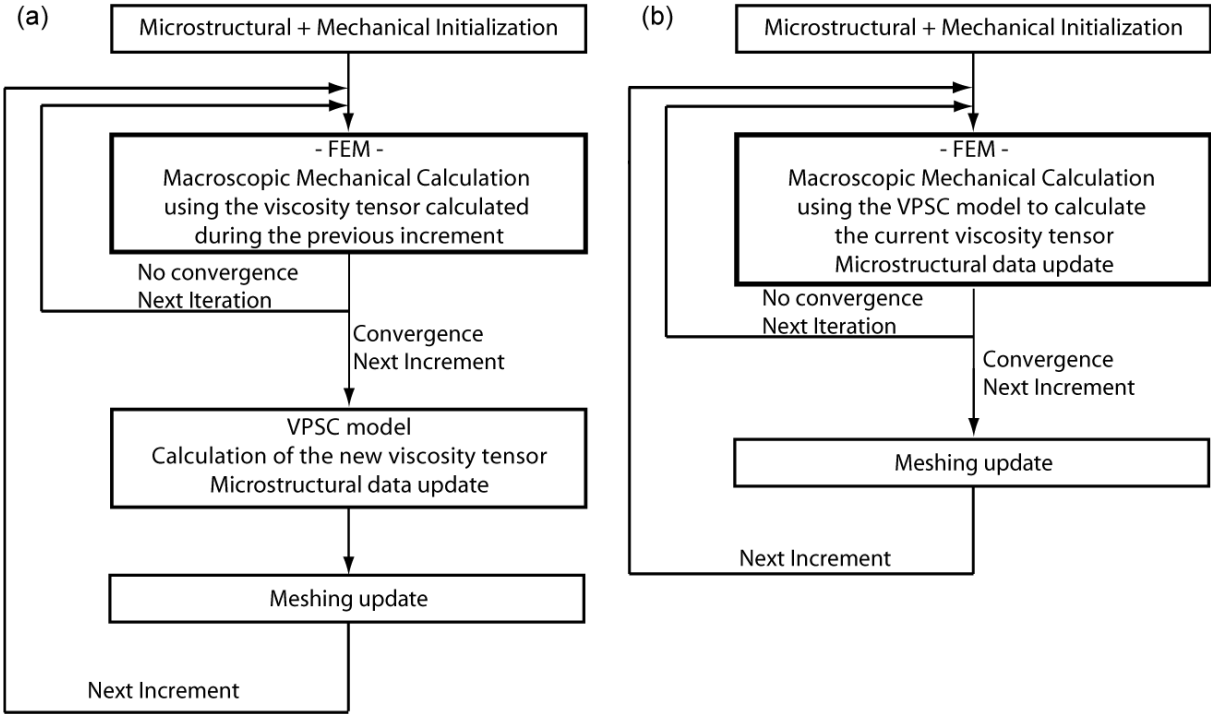 (a)
Microstructural + Mechanical Initialization
- FEM -
Macroscopic Mechanical Calculation
using the viscosity tensor calculated
during the previous increment
No convergence
Next Iteration
Convergence
Next Increment
VPSC model
Calculation of the new viscosity tensor
Microstructural data update
Meshing update
Next Increment
(b)
Microstructural + Mechanical Initialization
- FEM -
Macroscopic Mechanical Calculation
using the VPSC model to calculate
the current viscosity tensor
Microstructural data update
No convergence
Next Iteration
Convergence
Next Increment
Meshing update
Next Increment